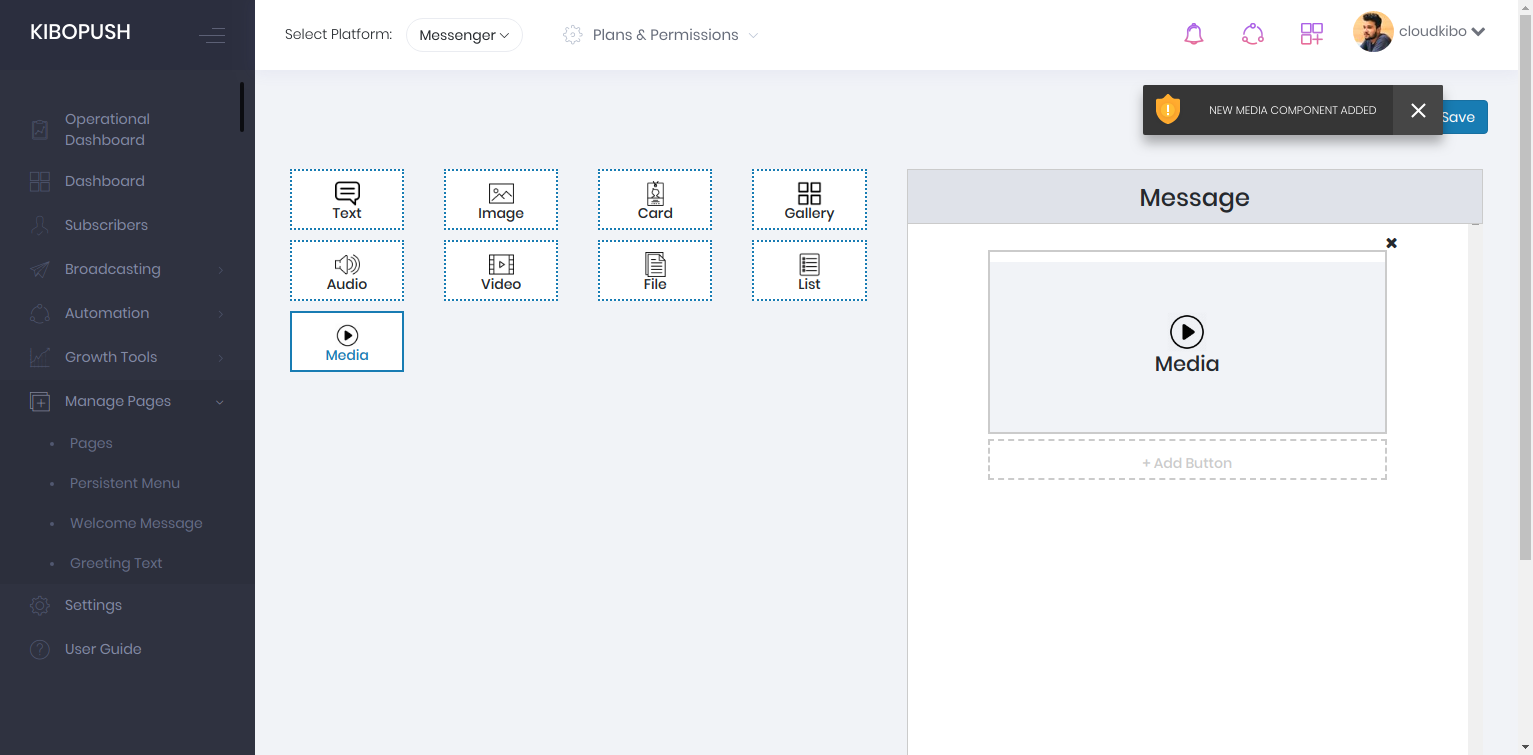 KIBOPUSH
Select Platform:
Messenger
Plans & Permissions
cloudkibo
NEW MEDIA COMPONENT ADDED
Save
Operational
Dashboard
Dashboard
Subscribers
Broadcasting
Automation
Growth Tools
Manage Pages
Pages
Persistent Menu
Welcome Message
Greeting Text
Settings
User Guide
Text
Image
Card
Gallery
Audio
Video
File
List
Media
Message
Media
+ Add Button